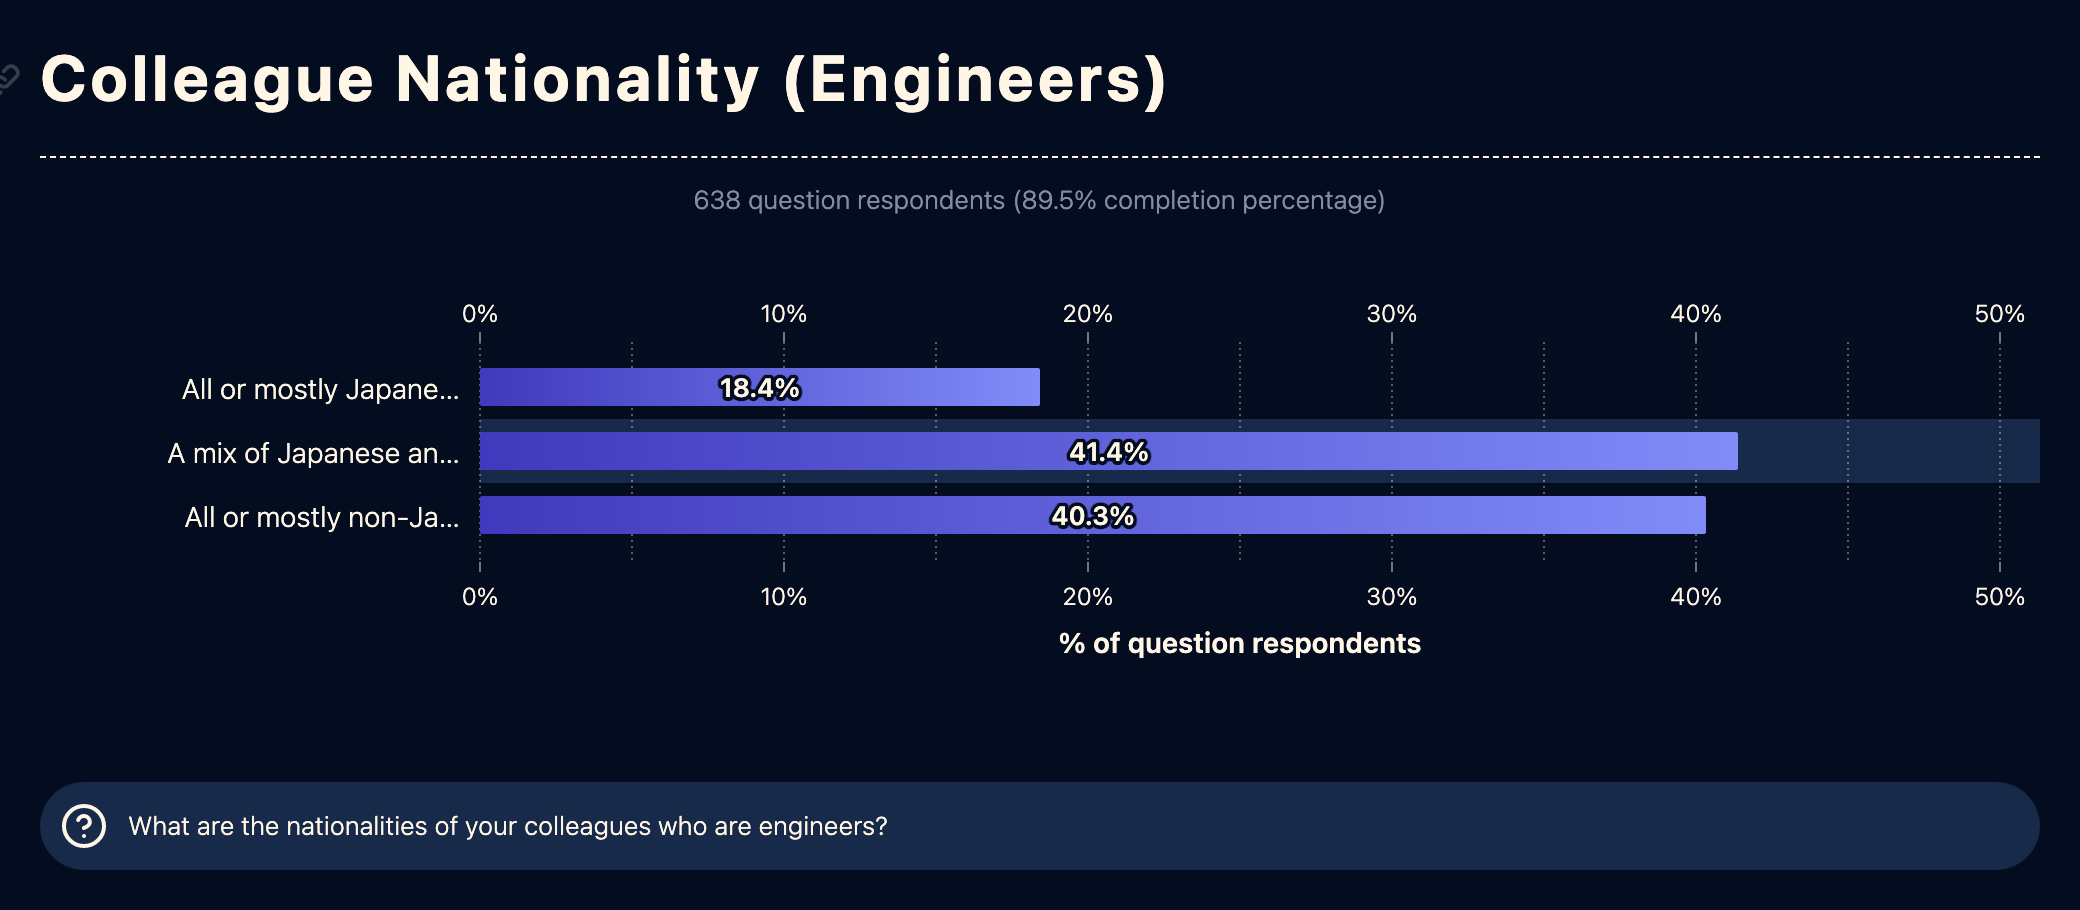 Colleague Nationality (Engineers)
638 question respondents (89.5% completion percentage)
0% 10% 20% 30% 40% 50%
All or mostly Japane... 18.4%
A mix of Japanese an... 41.4%
All or mostly non-Ja... 40.3%
0% 10% 20% 30% 40% 50%
% of question respondents
What are the nationalities of your colleagues who are engineers?